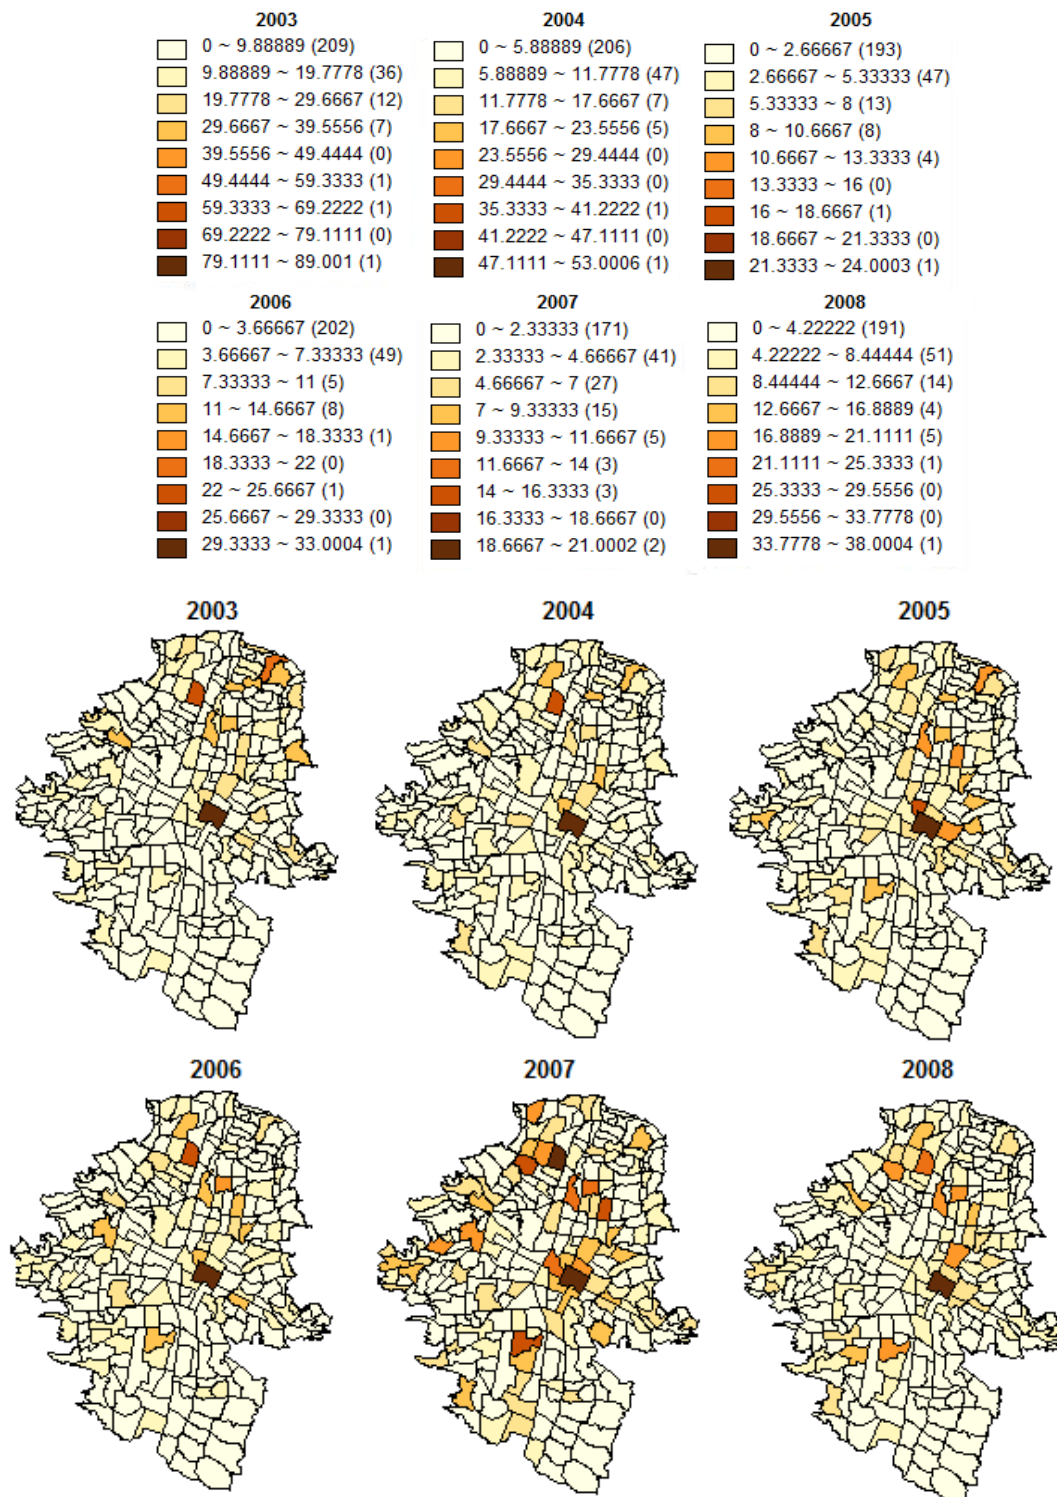 2003
0 ~ 9.88889 (209)
9.88889 ~ 19.7778 (36)
19.7778 ~ 29.6667 (12)
29.6667 ~ 39.5556 (7)
39.5556 ~ 49.4444 (0)
49.4444 ~ 59.3333 (1)
59.3333 ~ 69.2222 (1)
69.2222 ~ 79.1111 (0)
79.1111 ~ 89.001 (1)
2004
0 ~ 5.88889 (206)
5.88889 ~ 11.7778 (47)
11.7778 ~ 17.6667 (7)
17.6667 ~ 23.5556 (5)
23.5556 ~ 29.4444 (0)
29.4444 ~ 35.3333 (0)
35.3333 ~ 41.2222 (1)
41.2222 ~ 47.1111 (0)
47.1111 ~ 53.0006 (1)
2005
0 ~ 2.66667 (193)
2.66667 ~ 5.33333 (47)
5.33333 ~ 8 (13)
8 ~ 10.6667 (8)
10.6667 ~ 13.3333 (4)
13.3333 ~ 16 (0)
16 ~ 18.6667 (1)
18.6667 ~ 21.3333 (0)
21.3333 ~ 24.0003 (1)
2006
0 ~ 3.66667 (202)
3.66667 ~ 7.33333 (49)
7.33333 ~ 11 (5)
11 ~ 14.6667 (8)
14.6667 ~ 18.3333 (1)
18.3333 ~ 22 (0)
22 ~ 25.6667 (1)
25.6667 ~ 29.3333 (0)
29.3333 ~ 33.0004 (1)
2007
0 ~ 2.33333 (171)
2.33333 ~ 4.66667 (41)
4.66667 ~ 7 (27)
7 ~ 9.33333 (15)
9.33333 ~ 11.6667 (5)
11.6667 ~ 14 (3)
14 ~ 16.3333 (3)
16.3333 ~ 18.6667 (0)
18.6667 ~ 21.0002 (2)
2008
0 ~ 4.22222 (191)
4.22222 ~ 8.44444 (51)
8.44444 ~ 12.6667 (14)
12.6667 ~ 16.8889 (4)
16.8889 ~ 21.1111 (5)
21.1111 ~ 25.3333 (1)
25.3333 ~ 29.5556 (0)
29.5556 ~ 33.7778 (0)
33.7778 ~ 38.0004 (1)
2003
2004
2005
2006
2007
2008